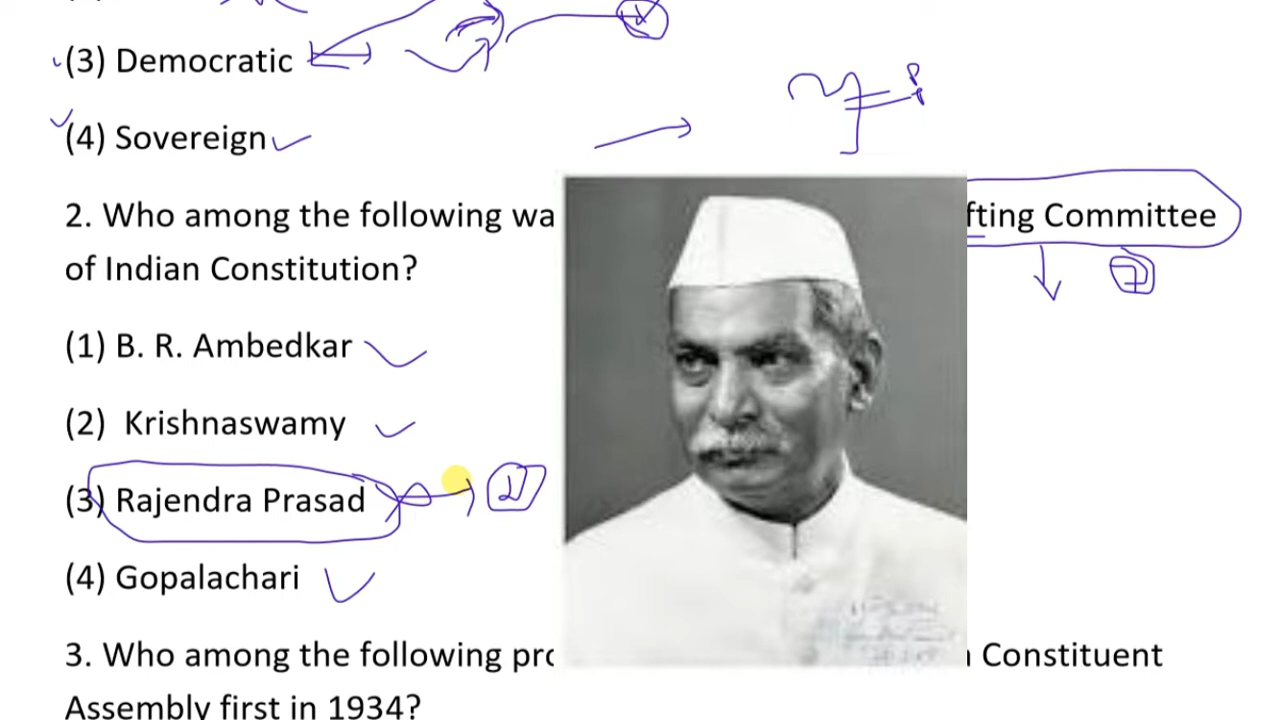 (3) Democratic
(4) Sovereign
2. Who among the following wa fting Committee
of Indian Constitution?
(1) B. R. Ambedkar
(2) Krishnaswamy
(3) Rajendra Prasad
(4) Gopalachari
3. Who among the following pro Constituent
Assembly first in 1934?